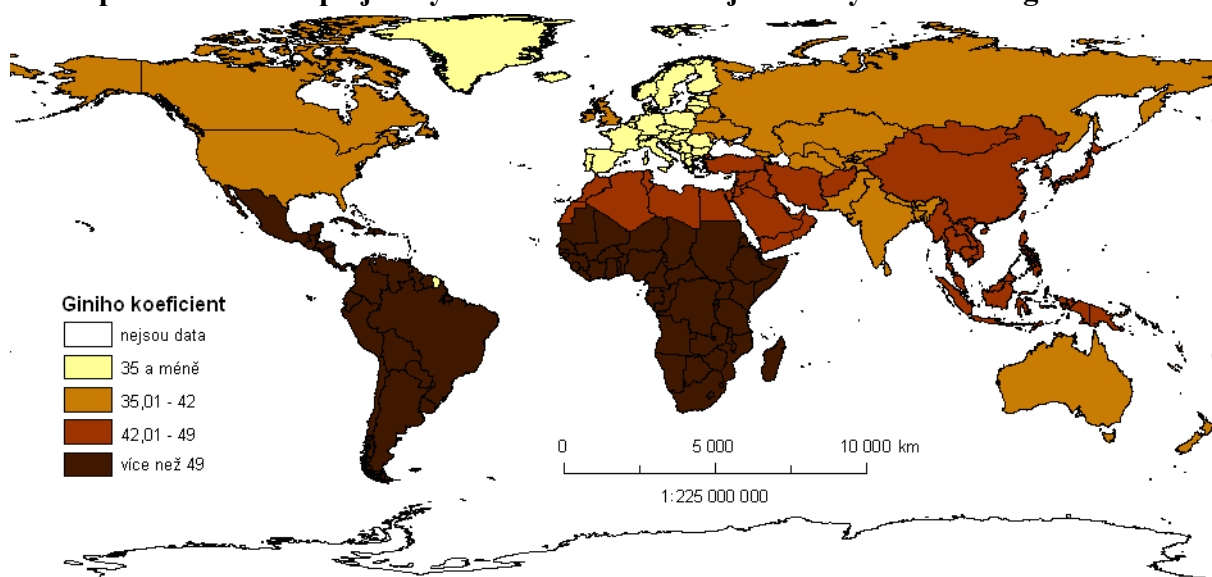 Giniho koeficient
nejsou data
35 a méně
35,01 - 42
42,01 - 49
více než 49
0 5 000 10 000 km
1:225 000 000